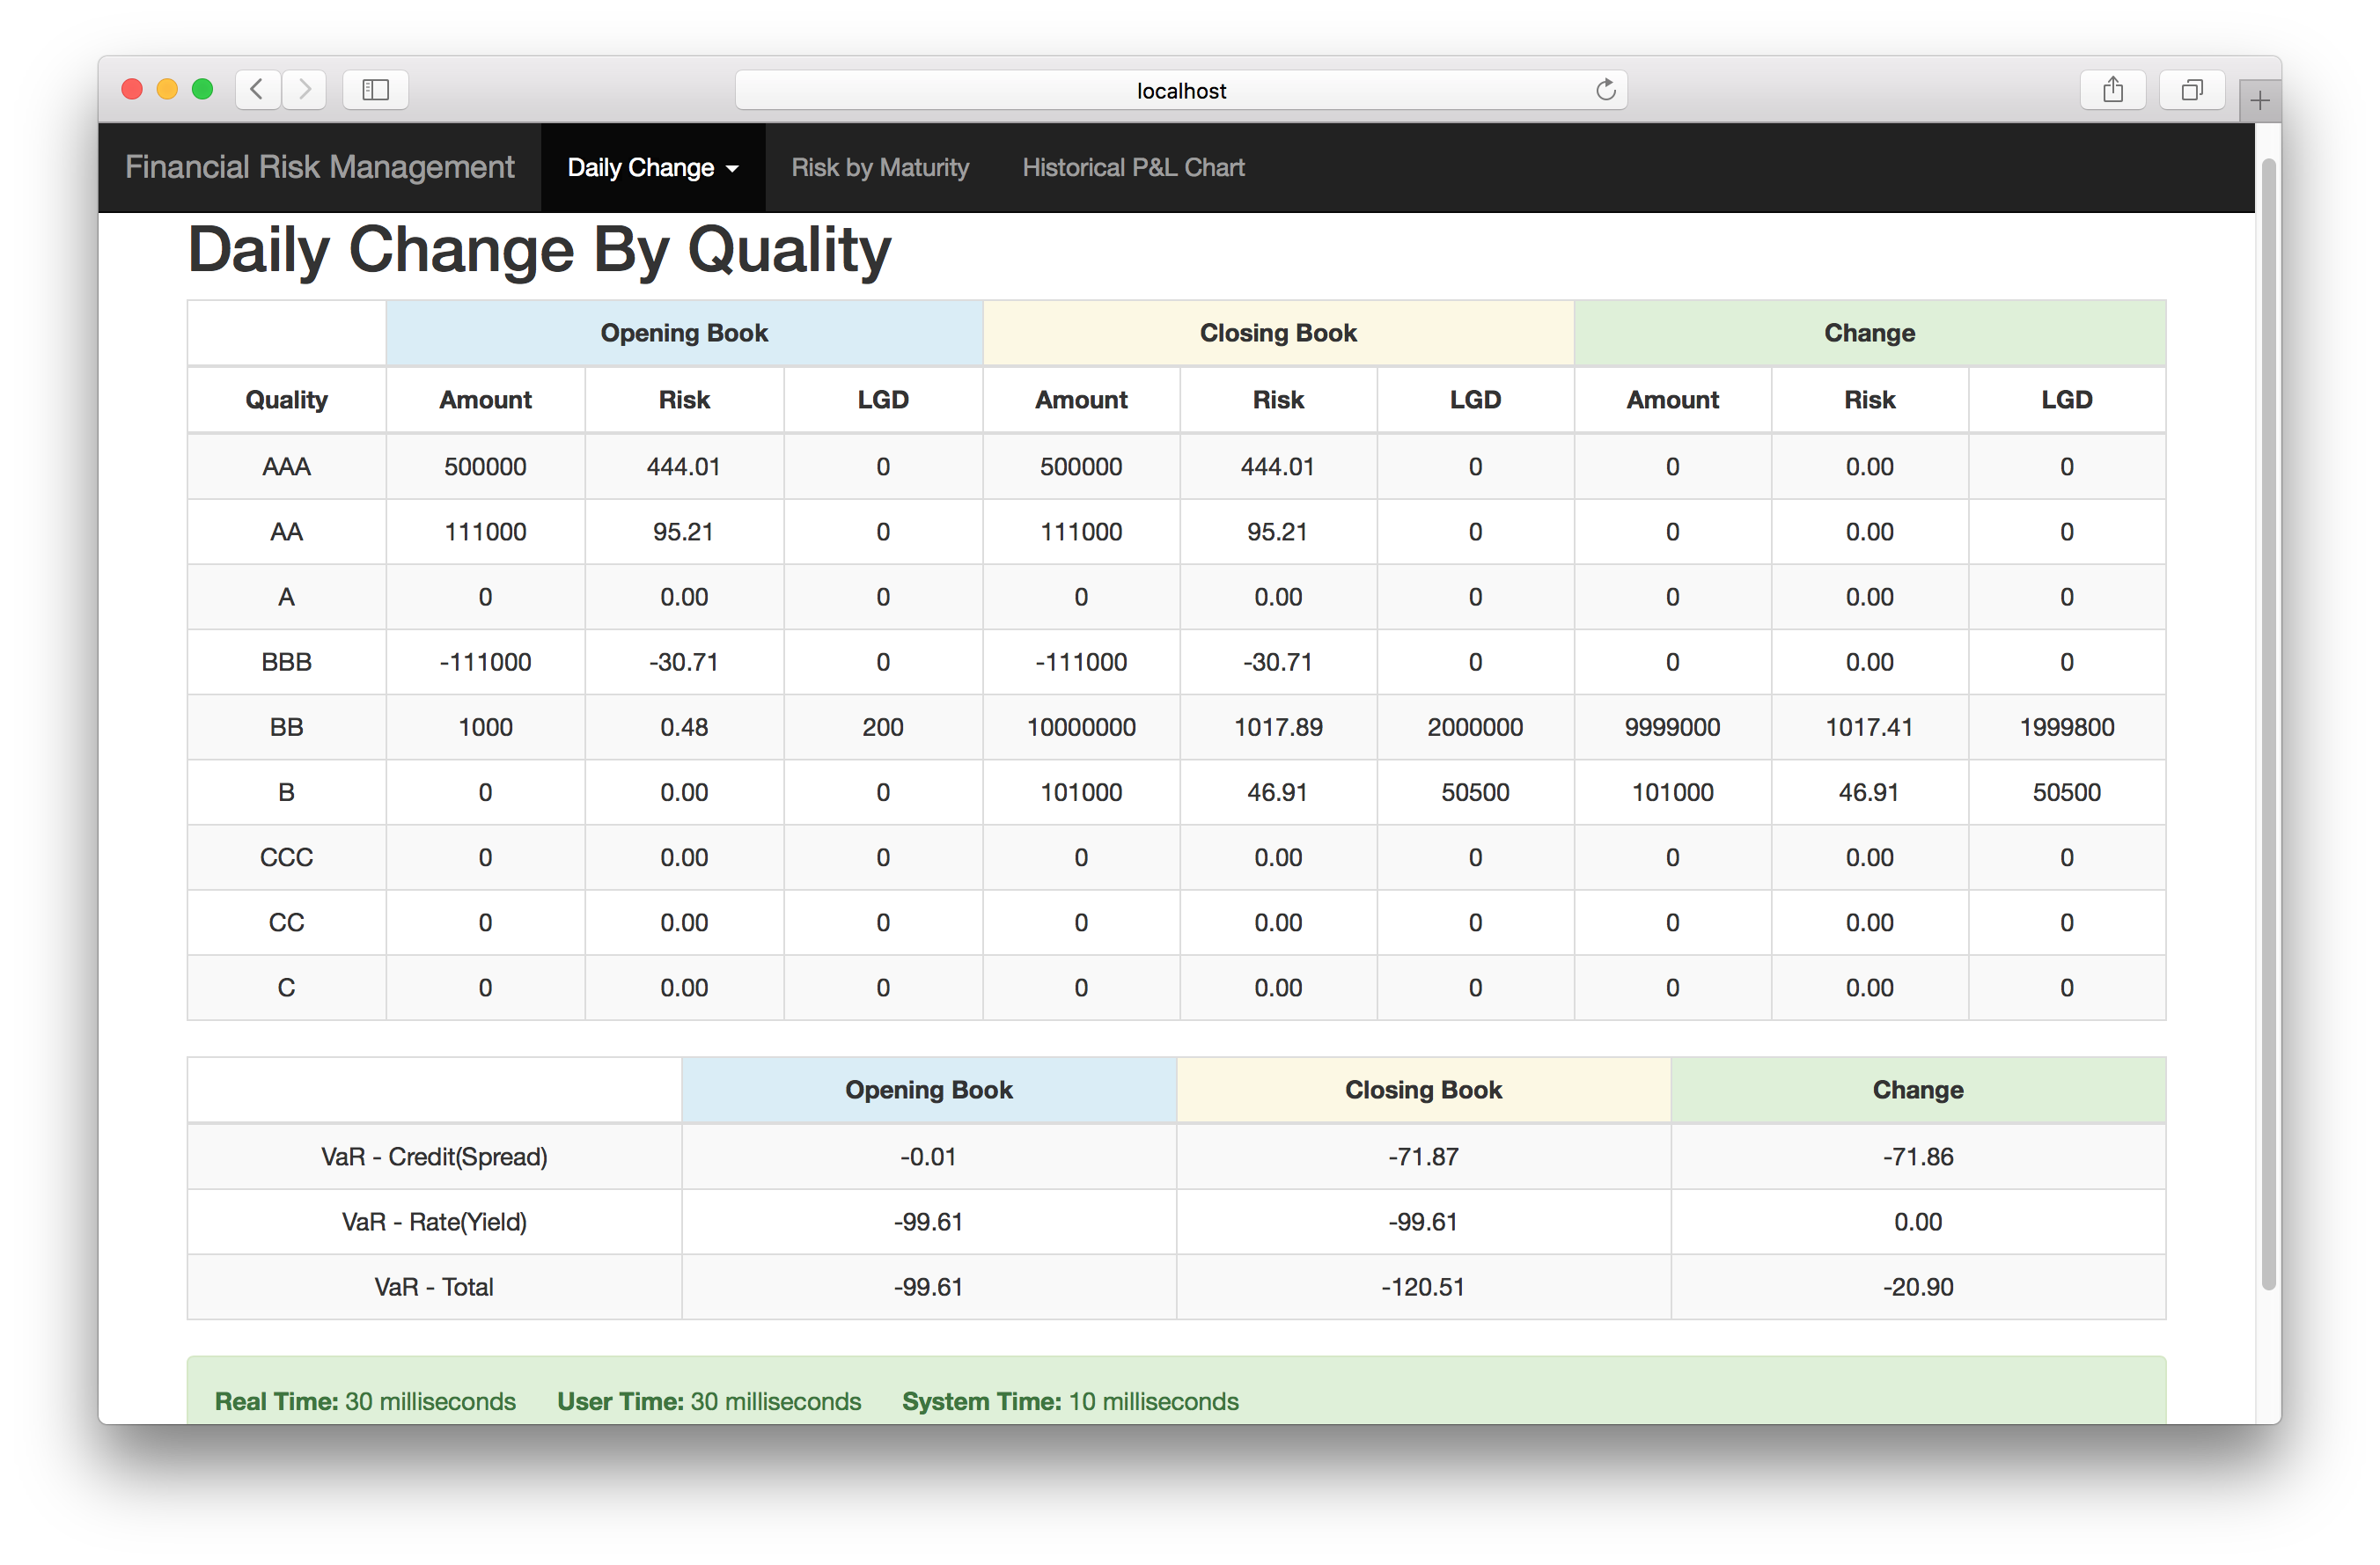 localhost
Financial Risk Management Daily Change Risk by Maturity Historical P&L Chart
Daily Change By Quality
Opening Book Closing Book Change
Quality Amount Risk LGD Amount Risk LGD Amount Risk LGD
AAA 500000 444.01 0 500000 444.01 0 0 0.00 0
AA 111000 95.21 0 111000 95.21 0 0 0.00 0
A 0 0.00 0 0 0.00 0 0 0.00 0
BBB -111000 -30.71 0 -111000 -30.71 0 0 0.00 0
BB 1000 0.48 200 10000000 1017.89 2000000 9999000 1017.41 1999800
B 0 0.00 0 101000 46.91 50500 101000 46.91 50500
CCC 0 0.00 0 0 0.00 0 0 0.00 0
CC 0 0.00 0 0 0.00 0 0 0.00 0
C 0 0.00 0 0 0.00 0 0 0.00 0
Opening Book Closing Book Change
VaR - Credit(Spread) -0.01 -71.87 -71.86
VaR - Rate(Yield) -99.61 -99.61 0.00
VaR - Total -99.61 -120.51 -20.90
Real Time: 30 milliseconds User Time: 30 milliseconds System Time: 10 milliseconds